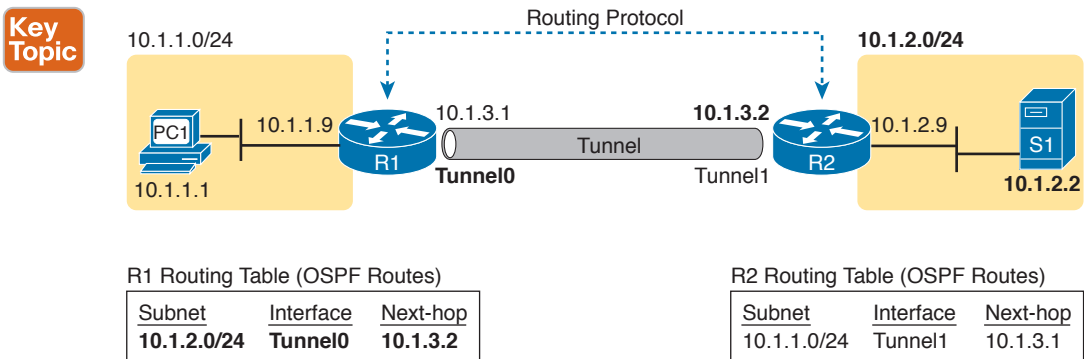 Key
Topic
Routing Protocol
10.1.1.0/24
10.1.2.0/24
PC1
10.1.1.9
10.1.3.1
10.1.3.2
10.1.2.9
R1
Tunnel
R2
S1
10.1.1.1
Tunnel0
Tunnel1
10.1.2.2
R1 Routing Table (OSPF Routes)
Subnet Interface Next-hop
10.1.2.0/24 Tunnel0 10.1.3.2
R2 Routing Table (OSPF Routes)
Subnet Interface Next-hop
10.1.1.0/24 Tunnel1 10.1.3.1